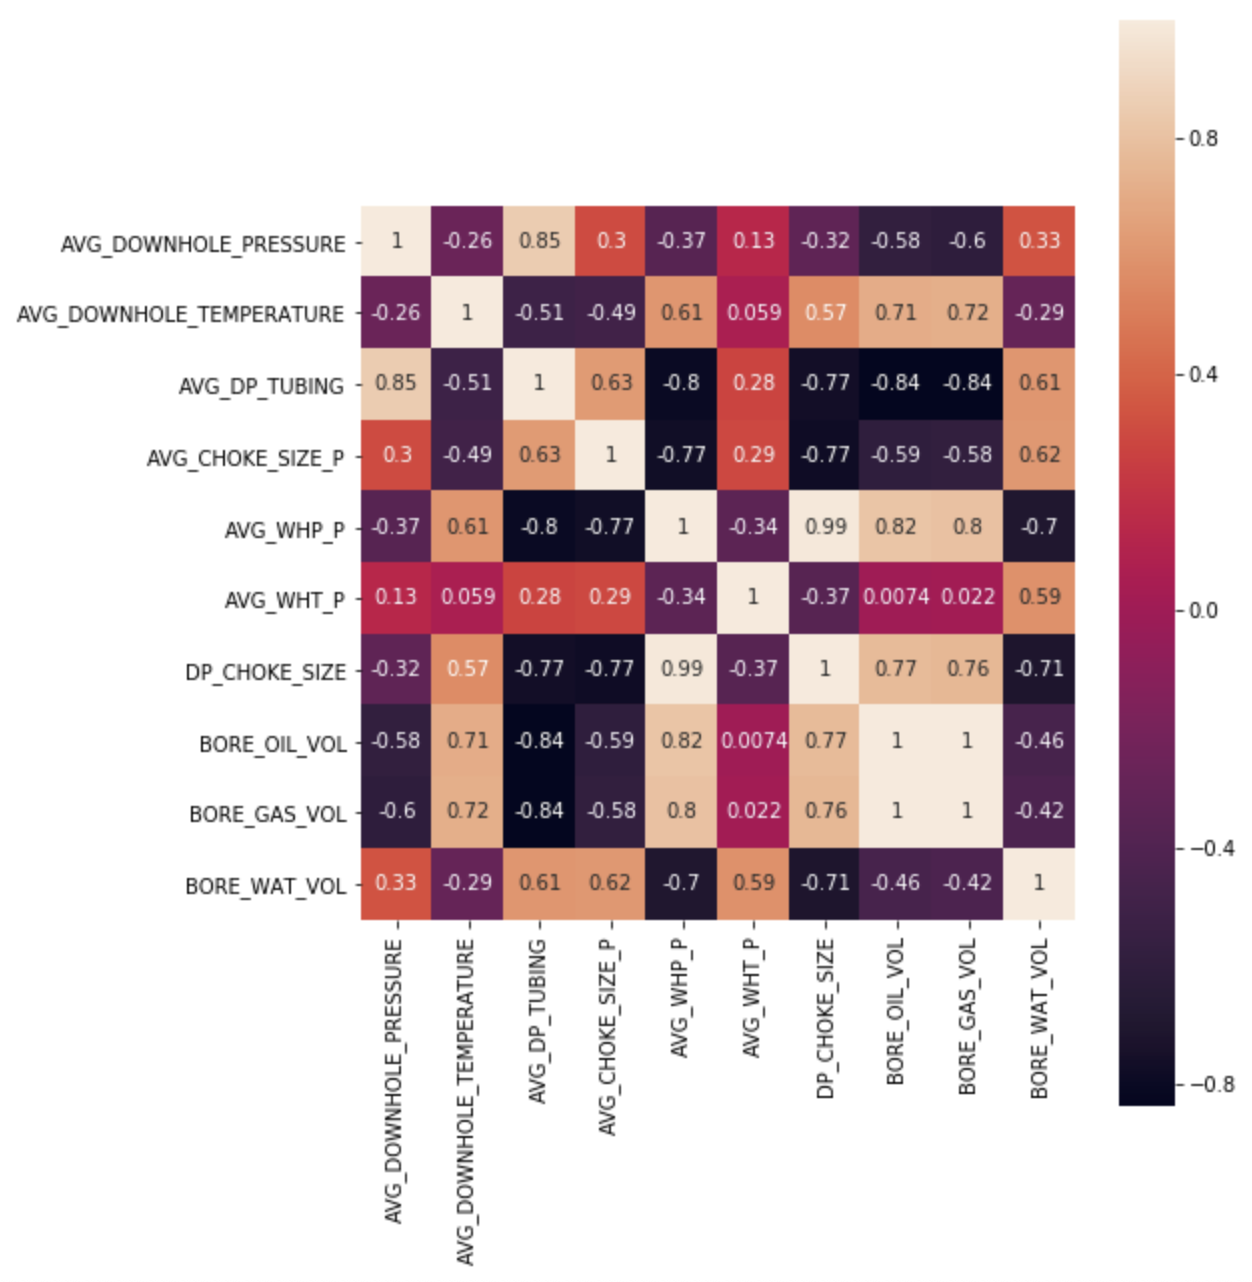 0.8
AVG_DOWNHOLE_PRESSURE 1 -0.26 0.85 0.3 -0.37 0.13 -0.32 -0.58 -0.6 0.33
AVG_DOWNHOLE_TEMPERATURE -0.26 1 -0.51 -0.49 0.61 0.059 0.57 0.71 0.72 -0.29
AVG_DP_TUBING 0.85 -0.51 1 0.63 -0.8 0.28 -0.77 -0.84 -0.84 0.61
0.4
AVG_CHOKE_SIZE_P 0.3 -0.49 0.63 1 -0.77 0.29 -0.77 -0.59 -0.58 0.62
AVG_WHP_P -0.37 0.61 -0.8 -0.77 1 -0.34 0.99 0.82 0.8 -0.7
AVG_WHT_P 0.13 0.059 0.28 0.29 -0.34 1 -0.37 0.0074 0.022 0.59
0.0
DP_CHOKE_SIZE -0.32 0.57 -0.77 -0.77 0.99 -0.37 1 0.77 0.76 -0.71
BORE_OIL_VOL -0.58 0.71 -0.84 -0.59 0.82 0.0074 0.77 1 1 -0.46
BORE_GAS_VOL -0.6 0.72 -0.84 -0.58 0.8 0.022 0.76 1 1 -0.42
−0.4
BORE_WAT_VOL 0.33 -0.29 0.61 0.62 -0.7 0.59 -0.71 -0.46 -0.42 1
−0.8
AVG_DOWNHOLE_PRESSURE
AVG_DOWNHOLE_TEMPERATURE
AVG_DP_TUBING
AVG_CHOKE_SIZE_P
AVG_WHP_P
AVG_WHT_P
DP_CHOKE_SIZE
BORE_OIL_VOL
BORE_GAS_VOL
BORE_WAT_VOL